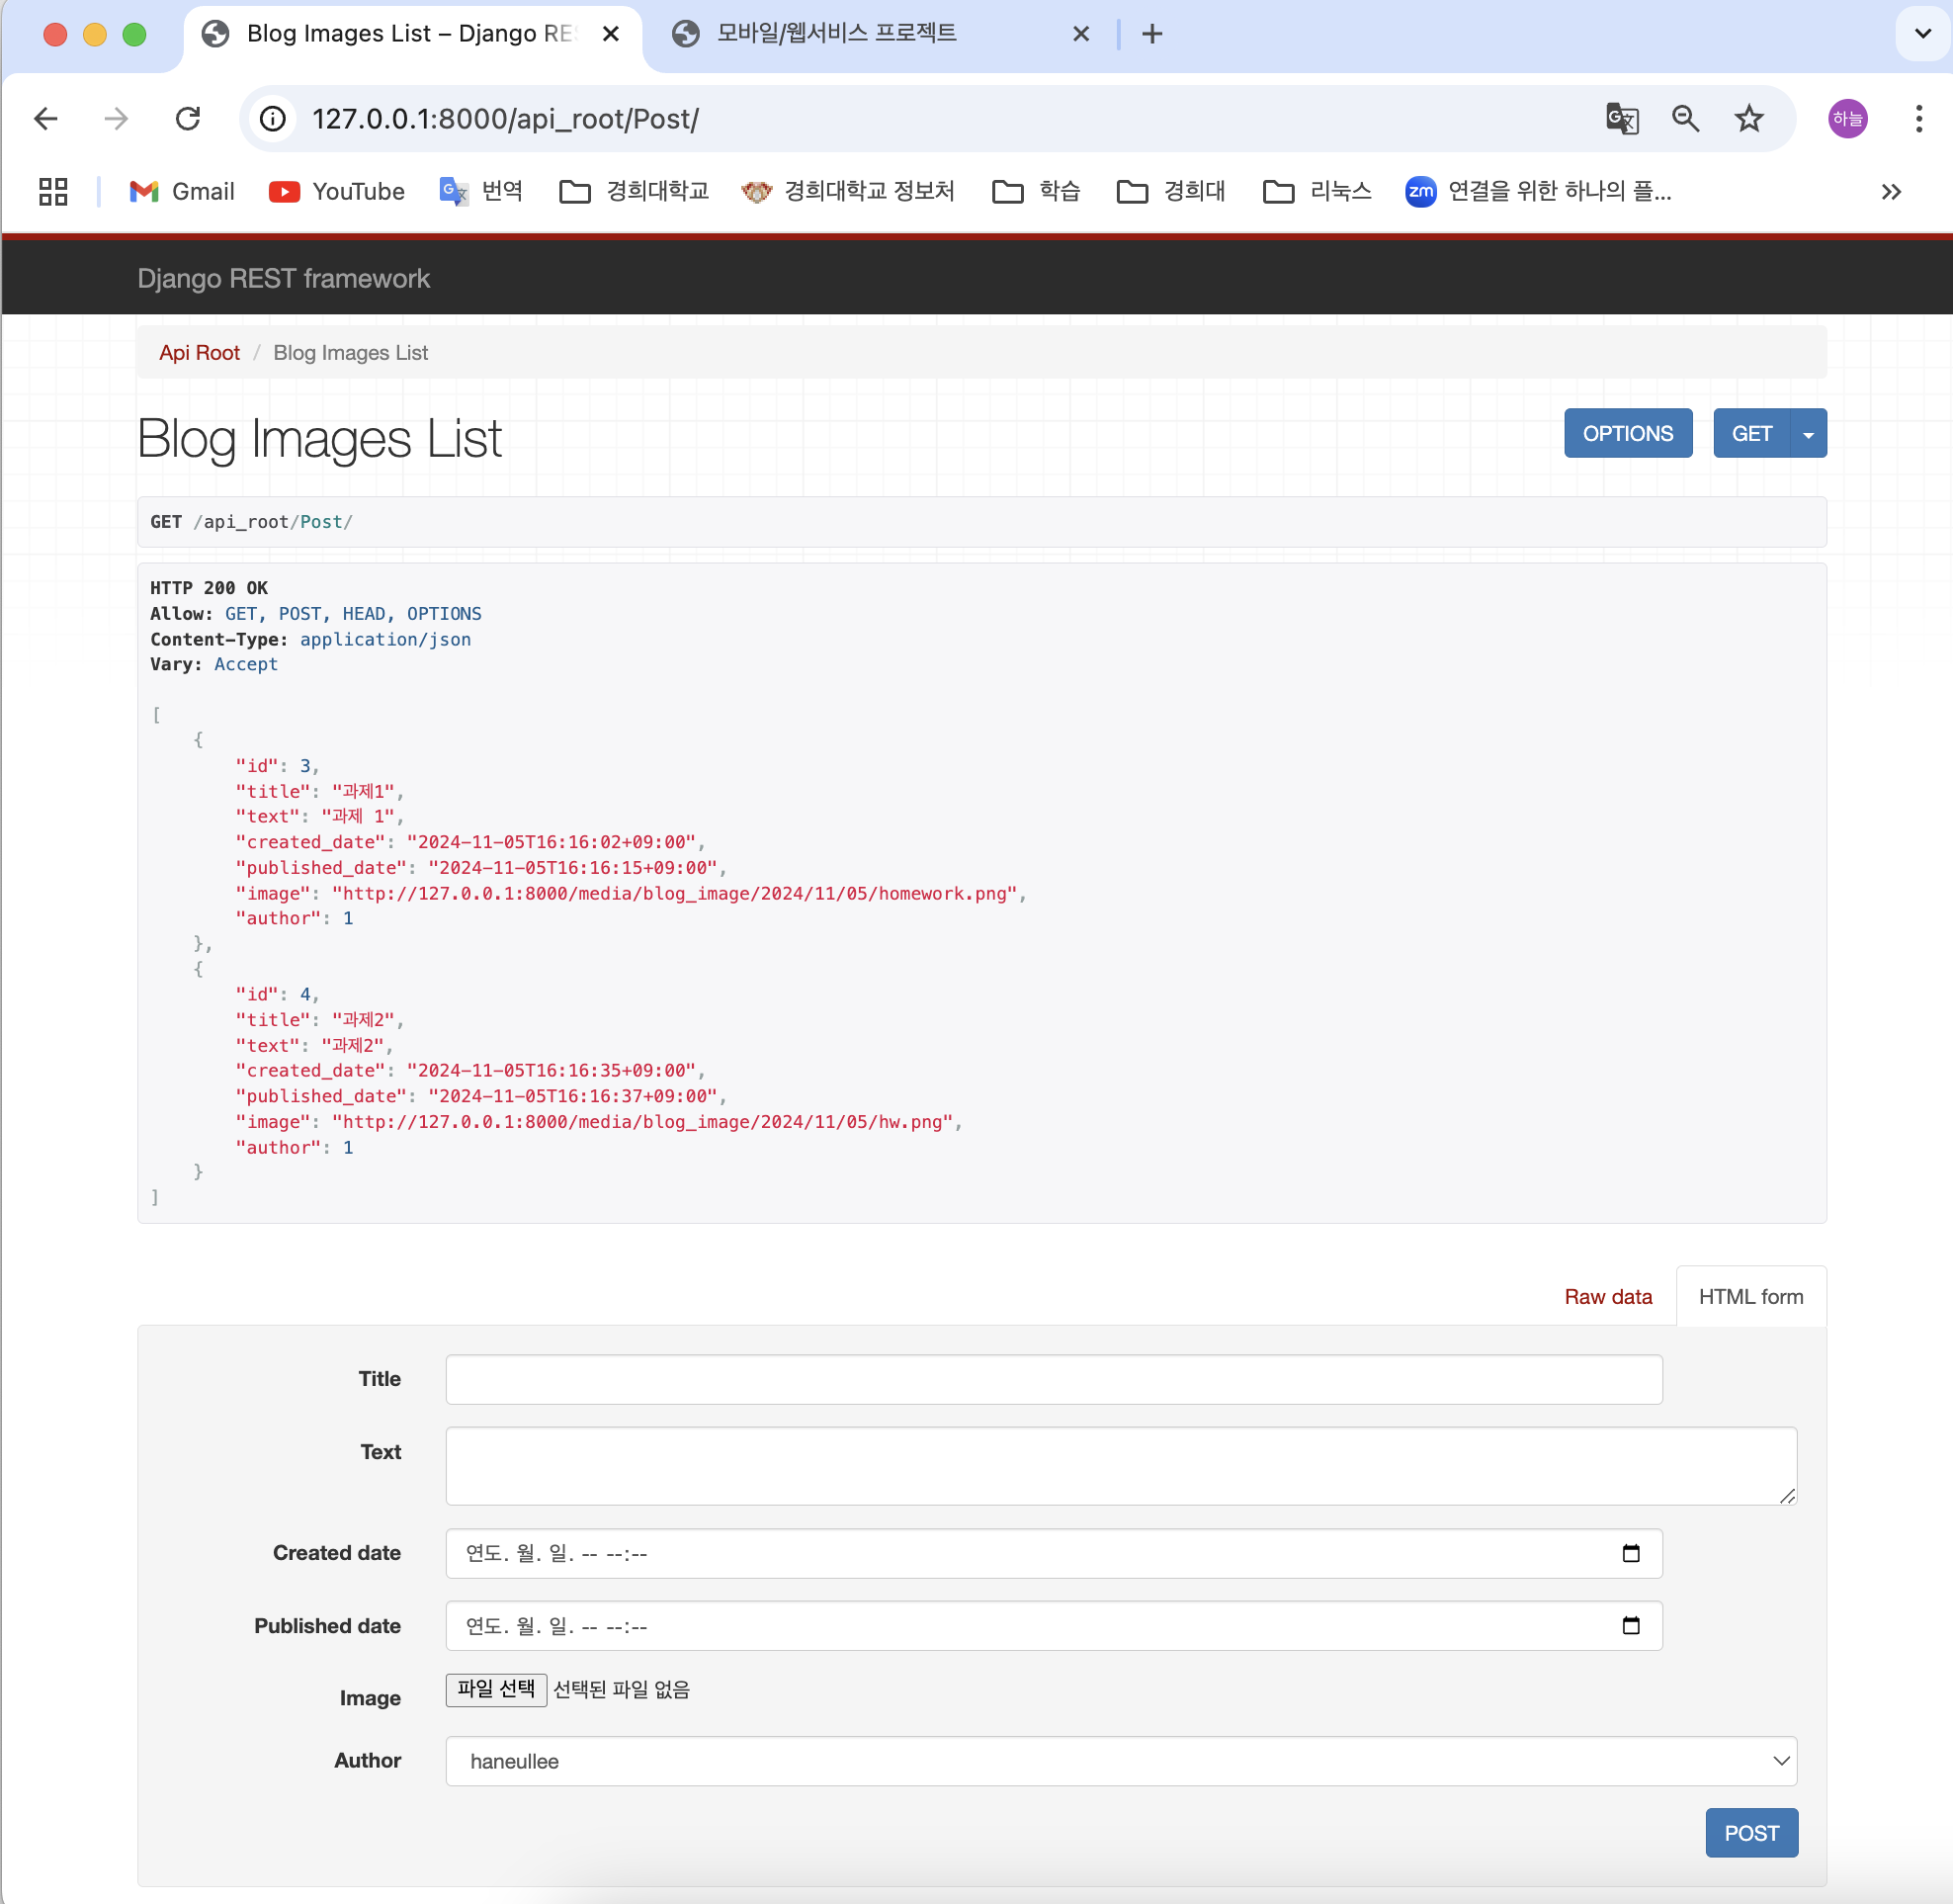 Blog Images List – Django RE
모바일/웹서비스 프로젝트
127.0.0.1:8000/api_root/Post/
하늘
Gmail
YouTube
번역
경희대학교
경희대학교 정보처
학습
경희대
리눅스
zm
연결을 위한 하나의 플...
Django REST framework
Api Root / Blog Images List
Blog Images List
OPTIONS
GET
GET /api_root/Post/
HTTP 200 OK
Allow: GET, POST, HEAD, OPTIONS
Content-Type: application/json
Vary: Accept
[
{
"id": 3,
"title": "과제1",
"text": "과제 1",
"created_date": "2024-11-05T16:16:02+09:00",
"published_date": "2024-11-05T16:16:15+09:00",
"image": "http://127.0.0.1:8000/media/blog_image/2024/11/05/homework.png",
"author": 1
},
{
"id": 4,
"title": "과제2",
"text": "과제2",
"created_date": "2024-11-05T16:16:35+09:00",
"published_date": "2024-11-05T16:16:37+09:00",
"image": "http://127.0.0.1:8000/media/blog_image/2024/11/05/hw.png",
"author": 1
}
]
Raw data
HTML form
Title
Text
Created date
연도. 월. 일. -- --:--
Published date
연도. 월. 일. -- --:--
Image
파일 선택 선택된 파일 없음
Author
haneullee
POST